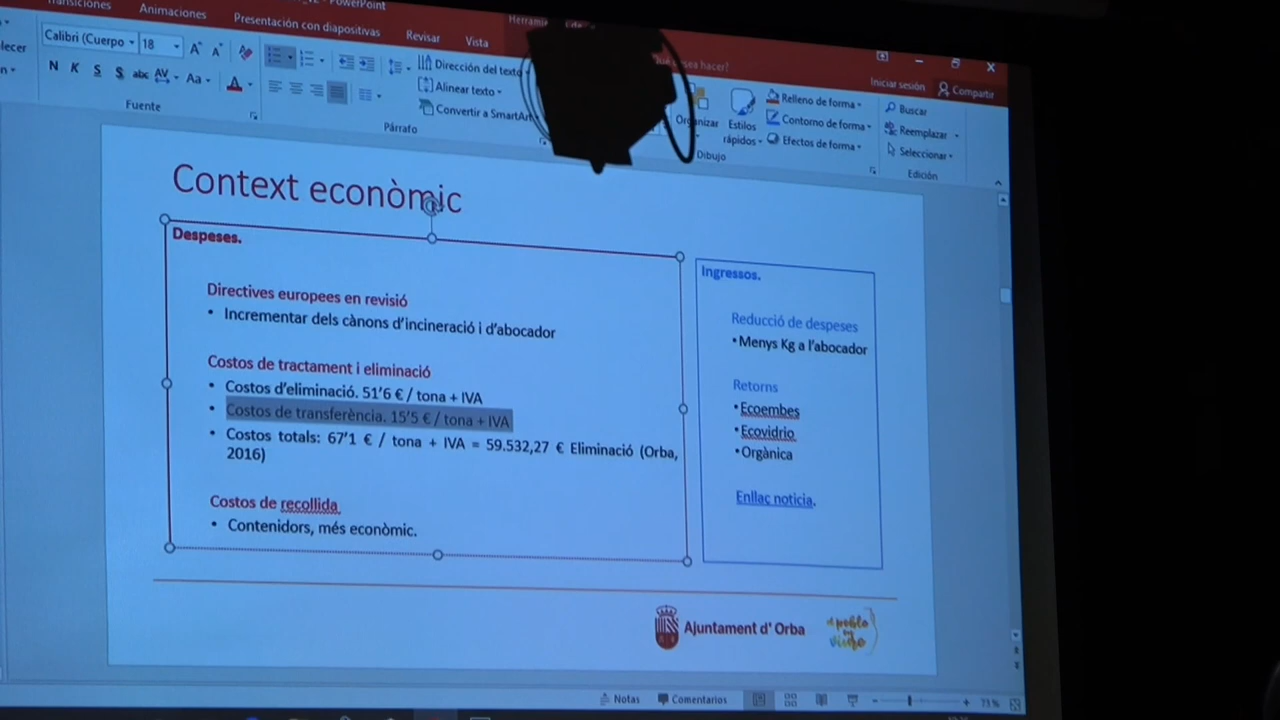 PowerPoint
Animaciones
Presentación con diapositivas
Revisar
Vista
Iniciar sesión
Compartir
Calibri (Cuerpo
18
N K S S abc AV Aa A
Fuente
Dirección del texto
Alinear texto
Convertir a SmartArt
Párrafo
Organizar
Estilos
rápidos
Relleno de forma
Contorno de forma
Efectos de forma
Dibujo
Buscar
Reemplazar
Seleccionar
Edición
Context econòmic
Despeses.
Directives europees en revisió
• Incrementar dels cànons d'incineració i d'abocador
Costos de tractament i eliminació
• Costos d'eliminació. 51'6 € / tona + IVA
• Costos de transferència. 15'5 € / tona + IVA
• Costos totals: 67'1 € / tona + IVA = 59.532,27 € Eliminació (Orba,
2016)
Costos de recollida
• Contenidors, més econòmic.
Ingressos.
Reducció de despeses
• Menys Kg a l'abocador
Retorns
• Ecoembes
• Ecovidrio
• Orgànica
Enllac noticia.
Ajuntament d' Orba
Notas
Comentarios
73 %